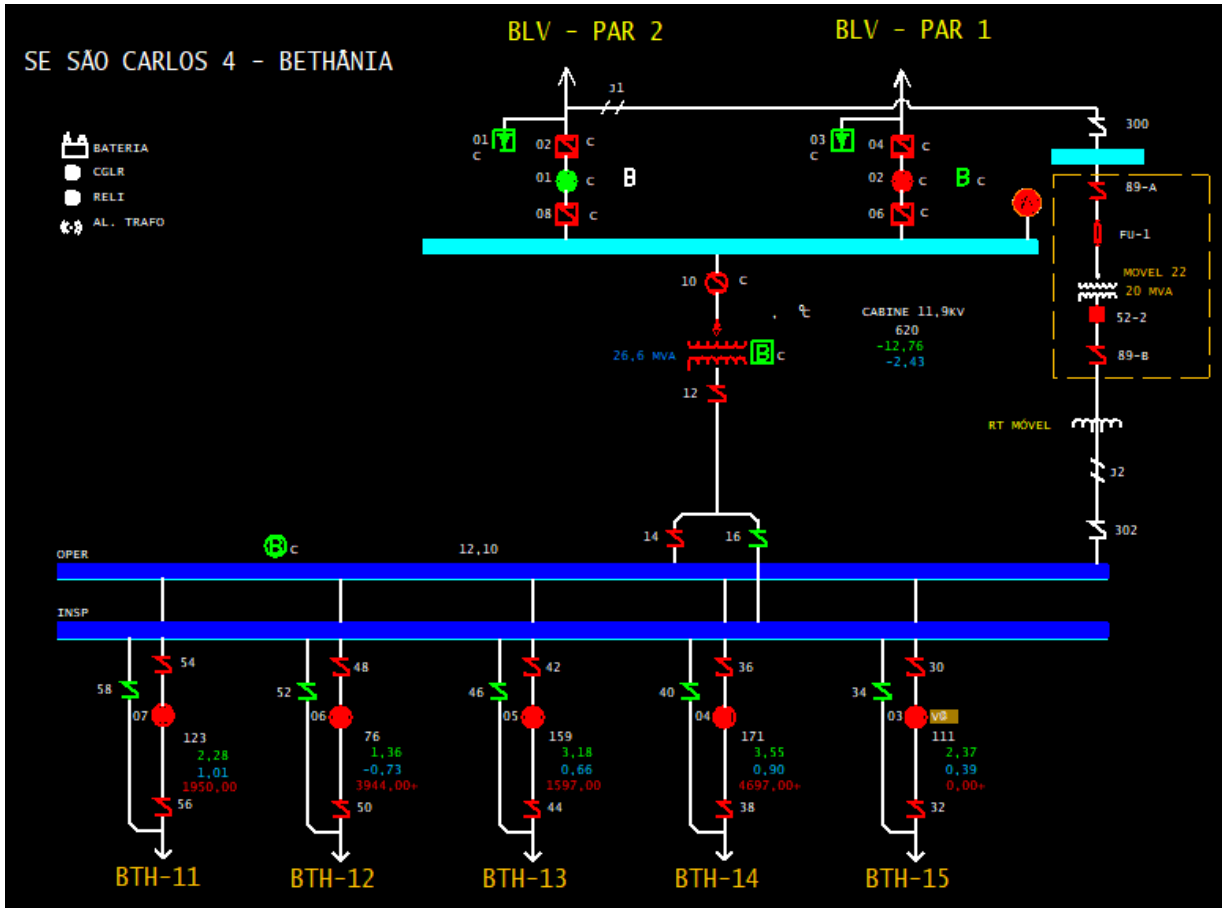 BLV - PAR 2
BLV - PAR 1
SE SÃO CARLOS 4 - BETHÂNIA
J1
300
BATERIA
CGLR
RELI
AL. TRAFO
01
C
02
C
03
C
04
C
01
C
B
02
C
B
C
08
C
06
C
A
89-A
FU-1
MOVEL 22
20 MVA
52-2
89-B
10
C
. ºC
CABINE 11,9KV
620
-12,76
-2,43
26,6 MVA
B
C
12
RT MÓVEL
J2
302
14
16
OPER
B
C
12,10
INSP
54
48
42
36
30
58
52
46
40
34
07
06
05
04
03
V@
123
2,28
1,01
1950,00
76
1,36
-0,73
3944,00+
159
3,18
0,66
1597,00
171
3,55
0,90
4697,00+
111
2,37
0,39
0,00+
56
50
44
38
32
BTH-11
BTH-12
BTH-13
BTH-14
BTH-15